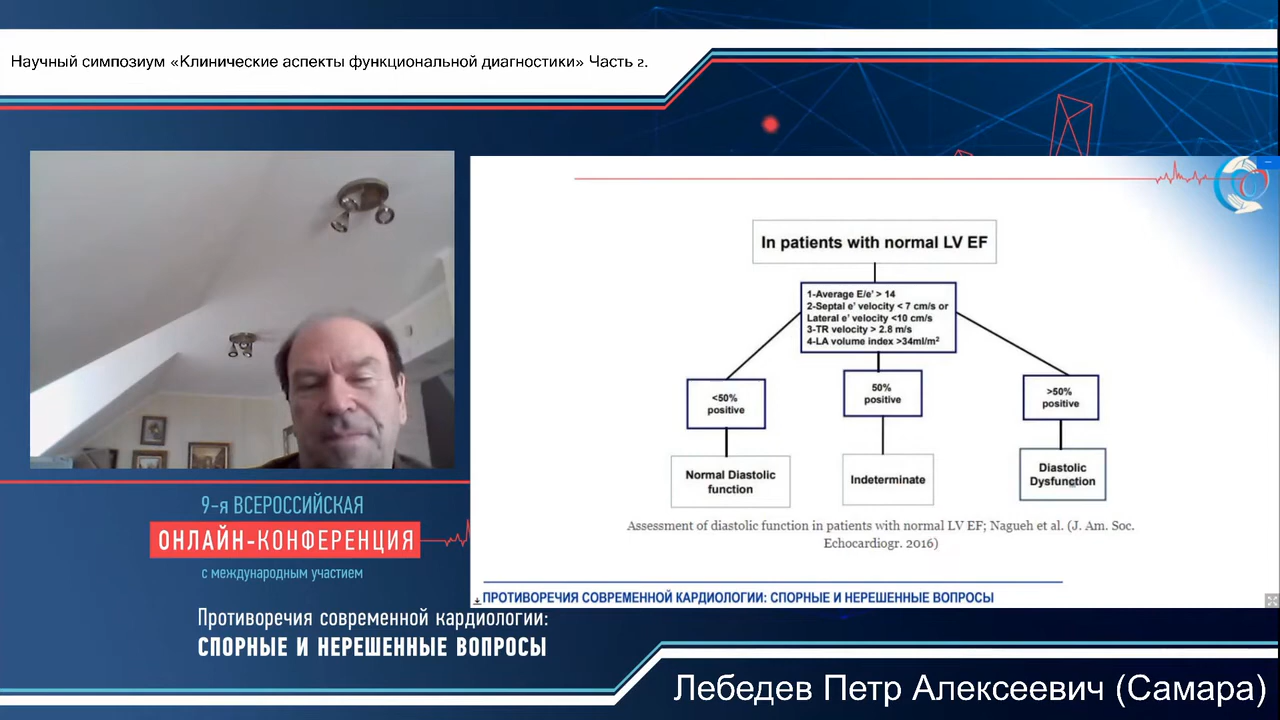 Научный симпозиум «Клинические аспекты функциональной диагностики» Часть 2.
In patients with normal LV EF
1-Average E/e' > 14
2-Septal e' velocity < 7 cm/s or
Lateral e' velocity <10 cm/s
3-TR velocity > 2.8 m/s
4-LA volume index >34ml/m²
<50%
positive
50%
positive
>50%
positive
Normal Diastolic
function
Indeterminate
Diastolic
Dysfunction
Assessment of diastolic function in patients with normal LV EF; Nagueh et al. (J. Am. Soc.
Echocardiogr. 2016)
ПРОТИВОРЕЧИЯ СОВРЕМЕННОЙ КАРДИОЛОГИИ: СПОРНЫЕ И НЕРЕШЕННЫЕ ВОПРОСЫ
9-я ВСЕРОССИЙСКАЯ
ОНЛАЙН-КОНФЕРЕНЦИЯ
с международным участием
Противоречия современной кардиологии:
СПОРНЫЕ И НЕРЕШЕННЫЕ ВОПРОСЫ
Лебедев Петр Алексеевич (Самара)